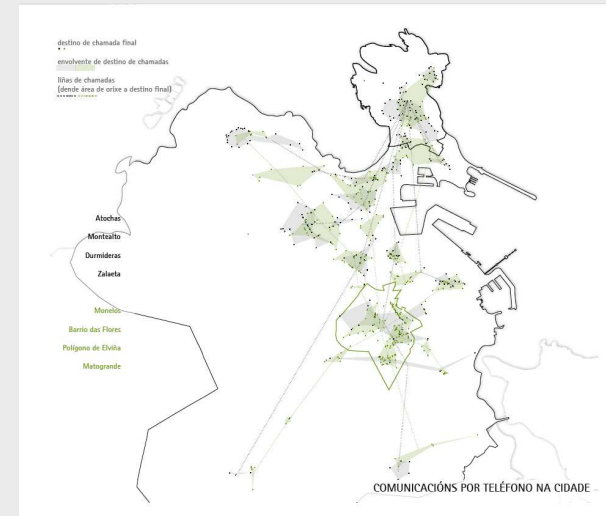 destino de chamada final
envolvente de destino de chamadas
liñas de chamadas
(dende área de orixe a destino final)
Atochas
Montealto
Durmideras
Zalaeta
Monelos
Barrio das Flores
Polígono de Elviña
Matogrande
COMUNICACIÓNS POR TELÉFONO NA CIDADE